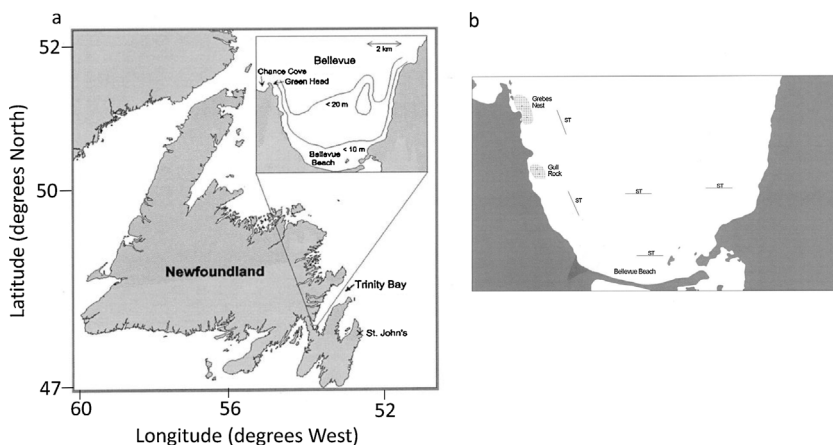 a
b
52
50
47
60
56
52
Latitude (degrees North)
Longitude (degrees West)
Bellevue
2 km
Chance Cove
Green Head
< 20 m
< 10 m
Bellevue
Beach
Newfoundland
Trinity Bay
St. John's
Grebes
Nest
ST
Gull
Rock
ST
ST
ST
ST
Bellevue Beach